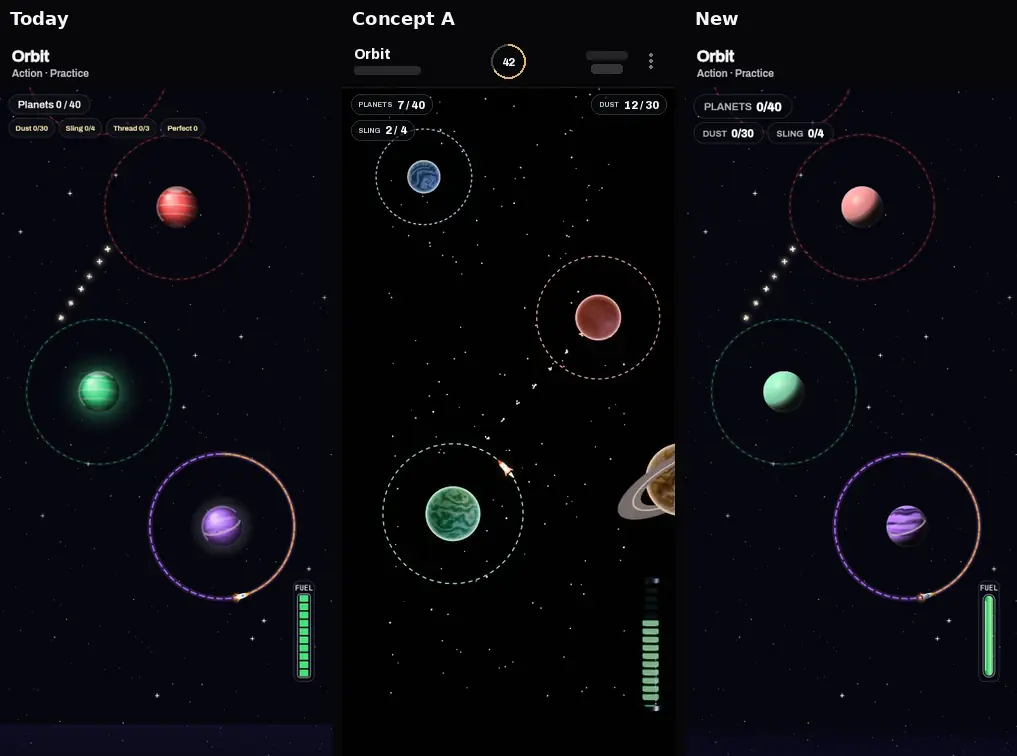 Today
Orbit
Action · Practice
Planets 0 / 40
Dust 0/30 Sling 0/4 Thread 0/3 Perfect 0
FUEL
Concept A
Orbit
42
PLANETS 7 / 40
DUST 12 / 30
SLING 2 / 4
New
Orbit
Action · Practice
PLANETS 0/40
DUST 0/30 SLING 0/4
FUEL